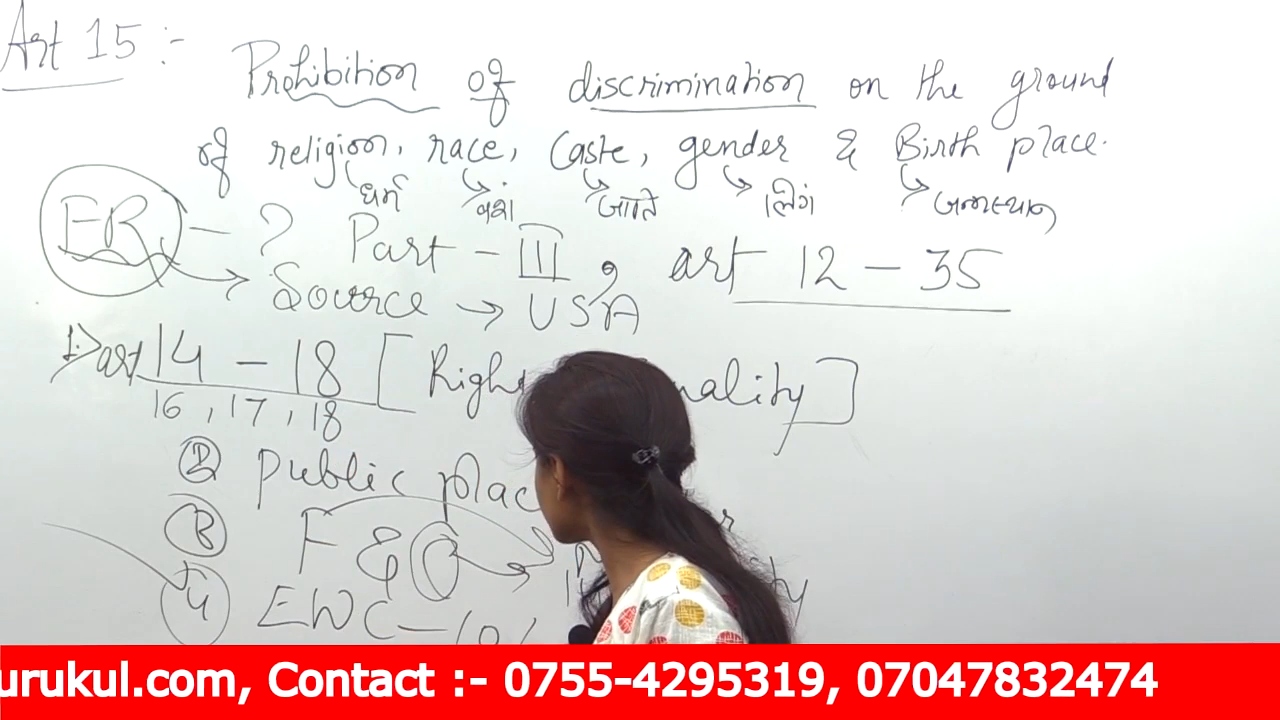 Art 15 :-
Prohibition of discrimination on the ground
of religion, race, Caste, gender & Birth place.
धर्म वंश जाति लिंग जन्मस्थान
FR - ? Part - III, art 12 - 35
Source → USA
art 14 - 18 [Right ality]
16, 17, 18
② Public plac
③ F &
④ EWC - 10%
urukul.com, Contact :- 0755-4295319, 07047832474